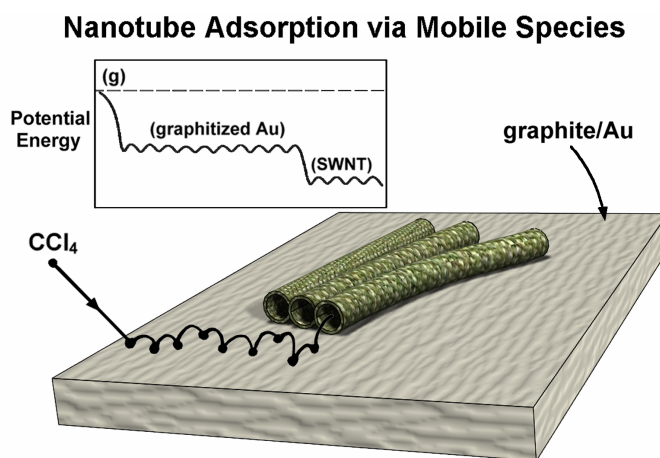 Nanotube Adsorption via Mobile Species
(g)
Potential
Energy
(graphitized Au)
(SWNT)
graphite/Au
CCl₄